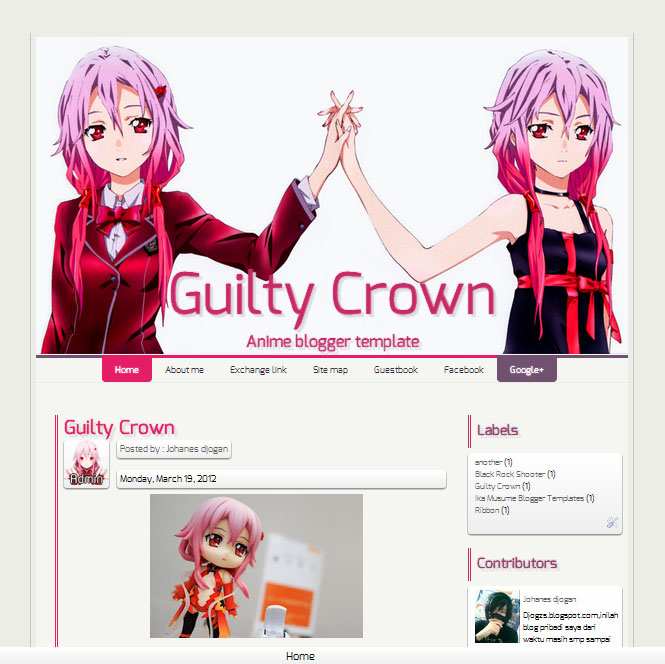 Guilty Crown
Anime blogger template
Home
About me
Exchange link
Site map
Guestbook
Facebook
Google+
Guilty Crown
Admin
Posted by : Johanes djogan
Monday, March 19, 2012
Labels
another (1)
Black Rock Shooter (1)
Guilty Crown (1)
Ika Musume Blogger Templates (1)
Ribbon (1)
Contributors
Johanes djogan
Djogzs.blogspot.com,inilah
blog pribadi saya dari
waktu masih smp sampai
Home